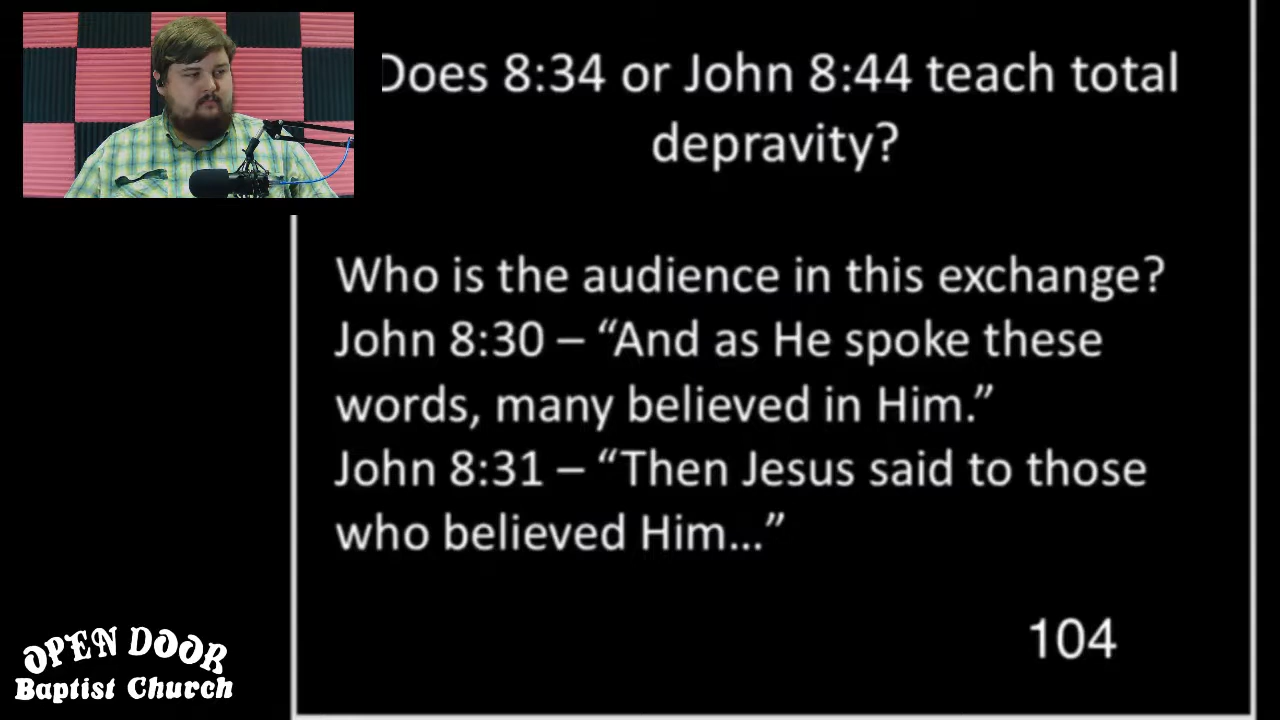 Does 8:34 or John 8:44 teach total
depravity?
Who is the audience in this exchange?
John 8:30 – “And as He spoke these
words, many believed in Him.”
John 8:31 – “Then Jesus said to those
who believed Him...”
104
OPEN DOOR
Baptist Church